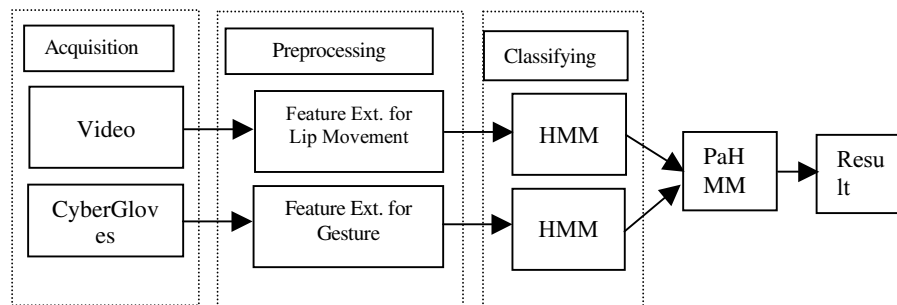 Acquisition
Preprocessing
Classifying
Video
Feature Ext. for
Lip Movement
HMM
PaH
MM
Resu
lt
CyberGlov
es
Feature Ext. for
Gesture
HMM